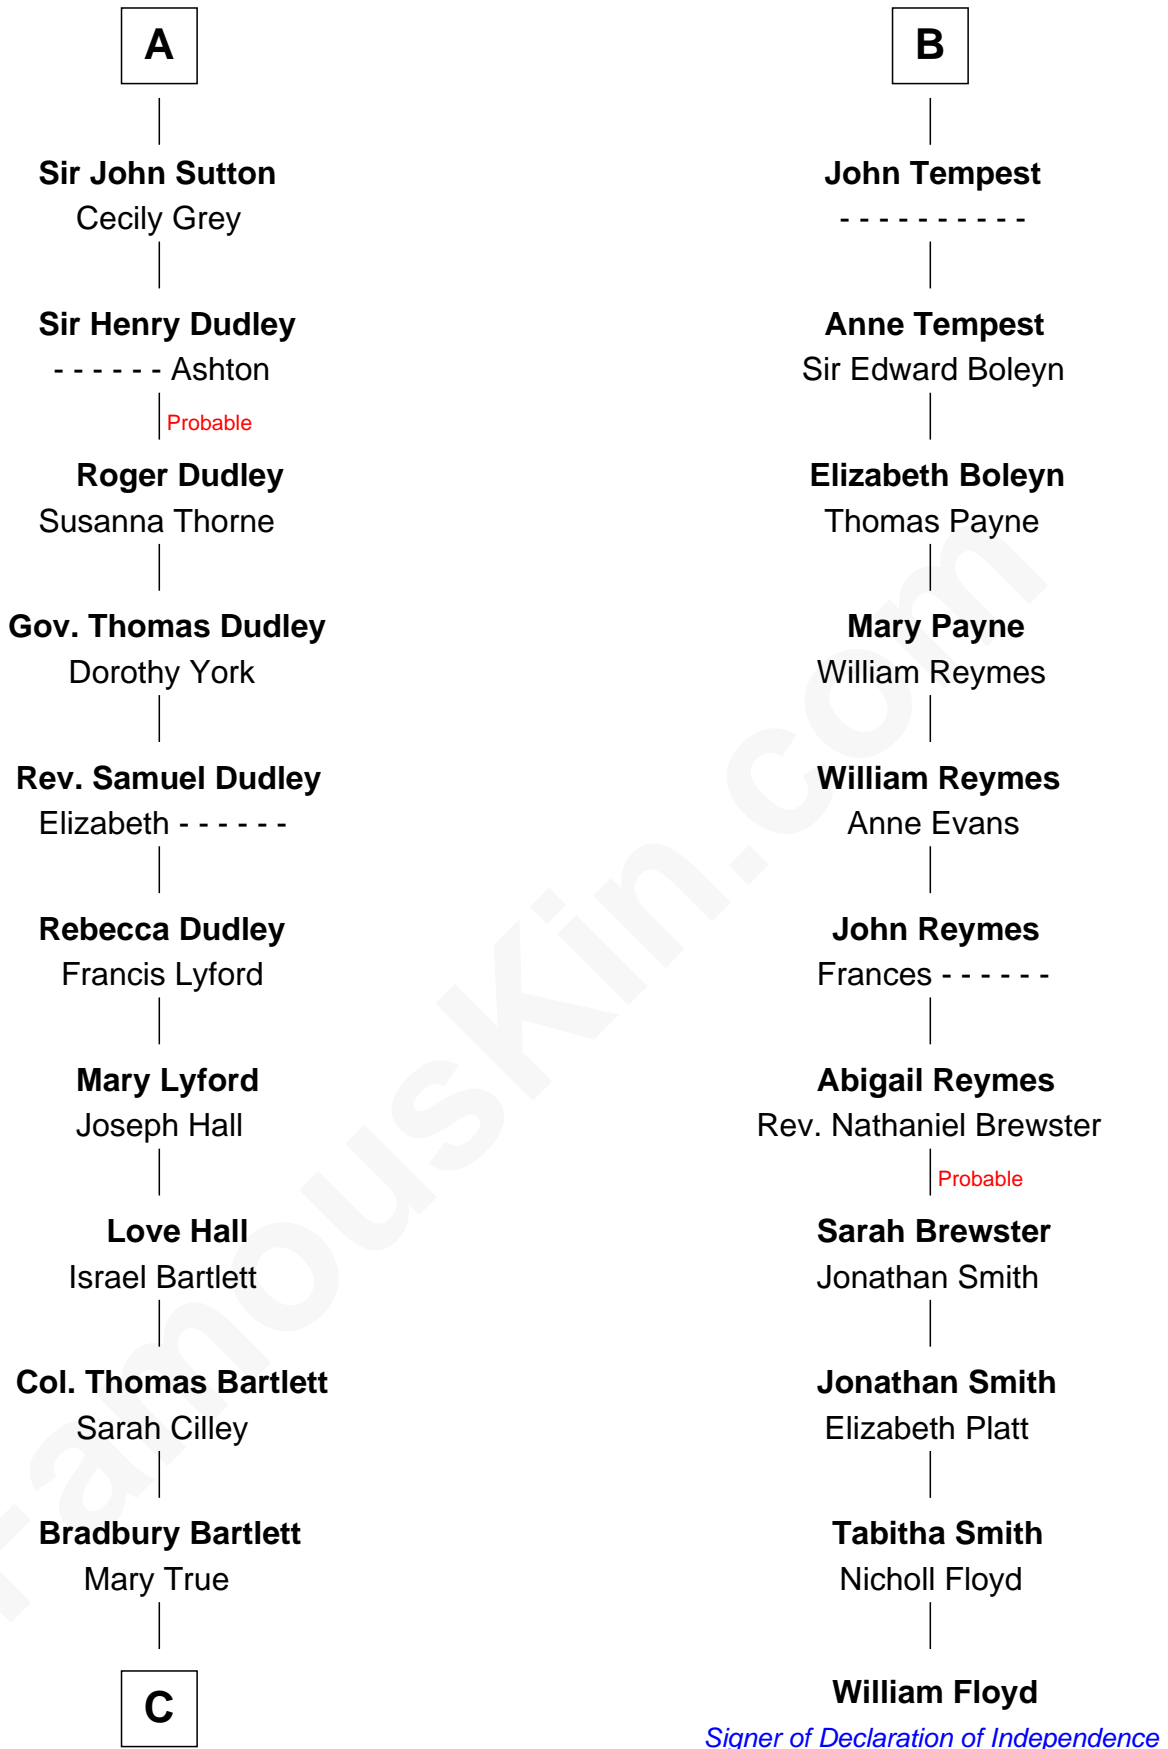 A
Sir John Sutton
Cecily Grey
Sir Henry Dudley
- - - - - - Ashton
Probable
Roger Dudley
Susanna Thorne
Gov. Thomas Dudley
Dorothy York
Rev. Samuel Dudley
Elizabeth - - - - - -
Rebecca Dudley
Francis Lyford
Mary Lyford
Joseph Hall
Love Hall
Israel Bartlett
Col. Thomas Bartlett
Sarah Cilley
Bradbury Bartlett
Mary True
C
B
John Tempest
- - - - - - - - - -
Anne Tempest
Sir Edward Boleyn
Elizabeth Boleyn
Thomas Payne
Mary Payne
William Reymes
William Reymes
Anne Evans
John Reymes
Frances - - - - - -
Abigail Reymes
Rev. Nathaniel Brewster
Probable
Sarah Brewster
Jonathan Smith
Jonathan Smith
Elizabeth Platt
Tabitha Smith
Nicholl Floyd
William Floyd
Signer of Declaration of Independence
FamousKin.com